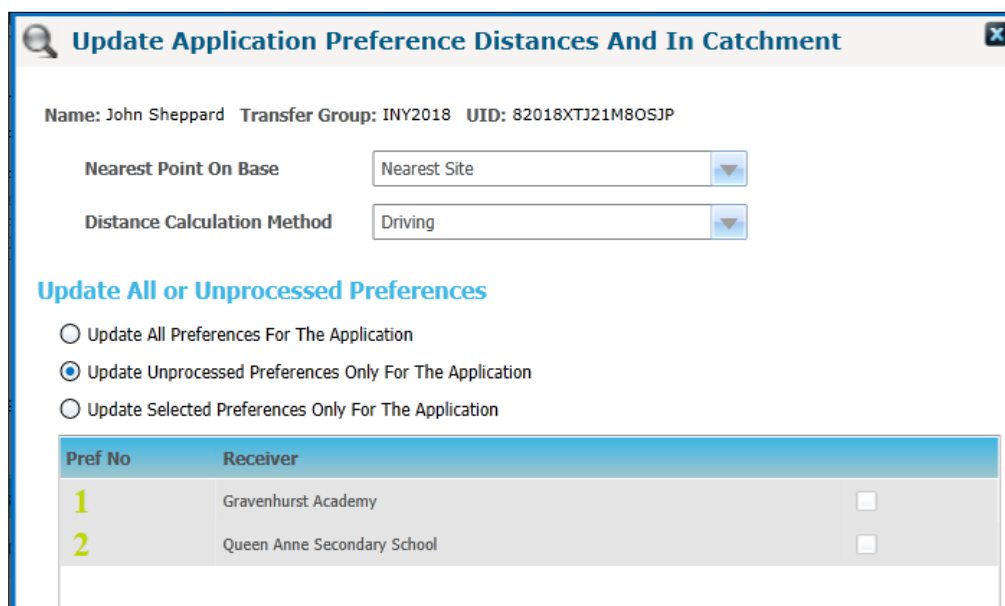 Update Application Preference Distances And In Catchment
Name: John Sheppard Transfer Group: INY2018 UID: 82018XTJ21M8OSJP
Nearest Point On Base Nearest Site
Distance Calculation Method Driving
Update All or Unprocessed Preferences
Update All Preferences For The Application
Update Unprocessed Preferences Only For The Application
Update Selected Preferences Only For The Application
Pref No Receiver
1 Gravenhurst Academy
2 Queen Anne Secondary School